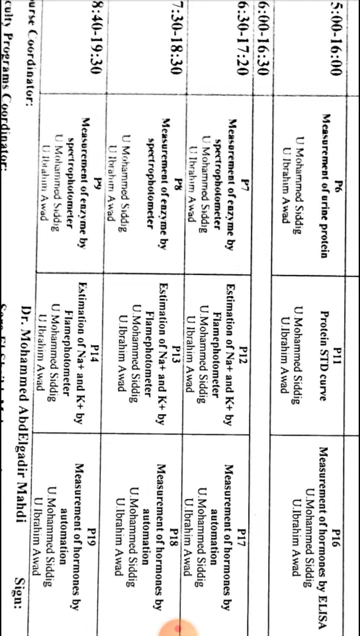 5:00-16:00
P6
Measurement of urine protein
U Mohammed Siddig
U Ibrahim Awad
P11
Protein STD curve
U.Mohammed Siddig
U.Ibrahim Awad
P16
Measurement of hormones by ELISA
U.Mohammed Siddig
U.Ibrahim Awad
6:00-16:30
6:30-17:20
P7
Measurement of enzyme by
spectrophotometer
U Mohammed Siddig
U Ibrahim Awad
P12
Estimation of Na+ and K+ by
Flamephotometer
U.Mohammed Siddig
U.Ibrahim Awad
P17
Measurement of hormones by
automation
U.Mohammed Siddig
U.Ibrahim Awad
7:30-18:30
P8
Measurement of enzyme by
spectrophotometer
U Mohammed Siddig
U Ibrahim Awad
P13
Estimation of Na+ and K+ by
Flamephotometer
U.Mohammed Siddig
U.Ibrahim Awad
P18
Measurement of hormones by
automation
U.Mohammed Siddig
U.Ibrahim Awad
8:40-19:30
P9
Measurement of enzyme by
spectrophotometer
U Mohammed Siddig
U Ibrahim Awad
P14
Estimation of Na+ and K+ by
Flamephotometer
U.Mohammed Siddig
U Ibrahim Awad
P19
Measurement of hormones by
automation
U.Mohammed Siddig
U Ibrahim Awad
urse Coordinator: Dr. Mohammed AbdElgadir Mahdi Sign:
culty Programs Coordinator: